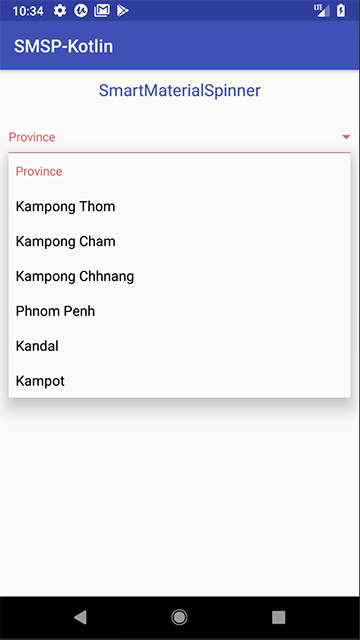 10:34
LTE
SMSP-Kotlin
SmartMaterialSpinner
Province
Province
Kampong Thom
Kampong Cham
Kampong Chhnang
Phnom Penh
Kandal
Kampot